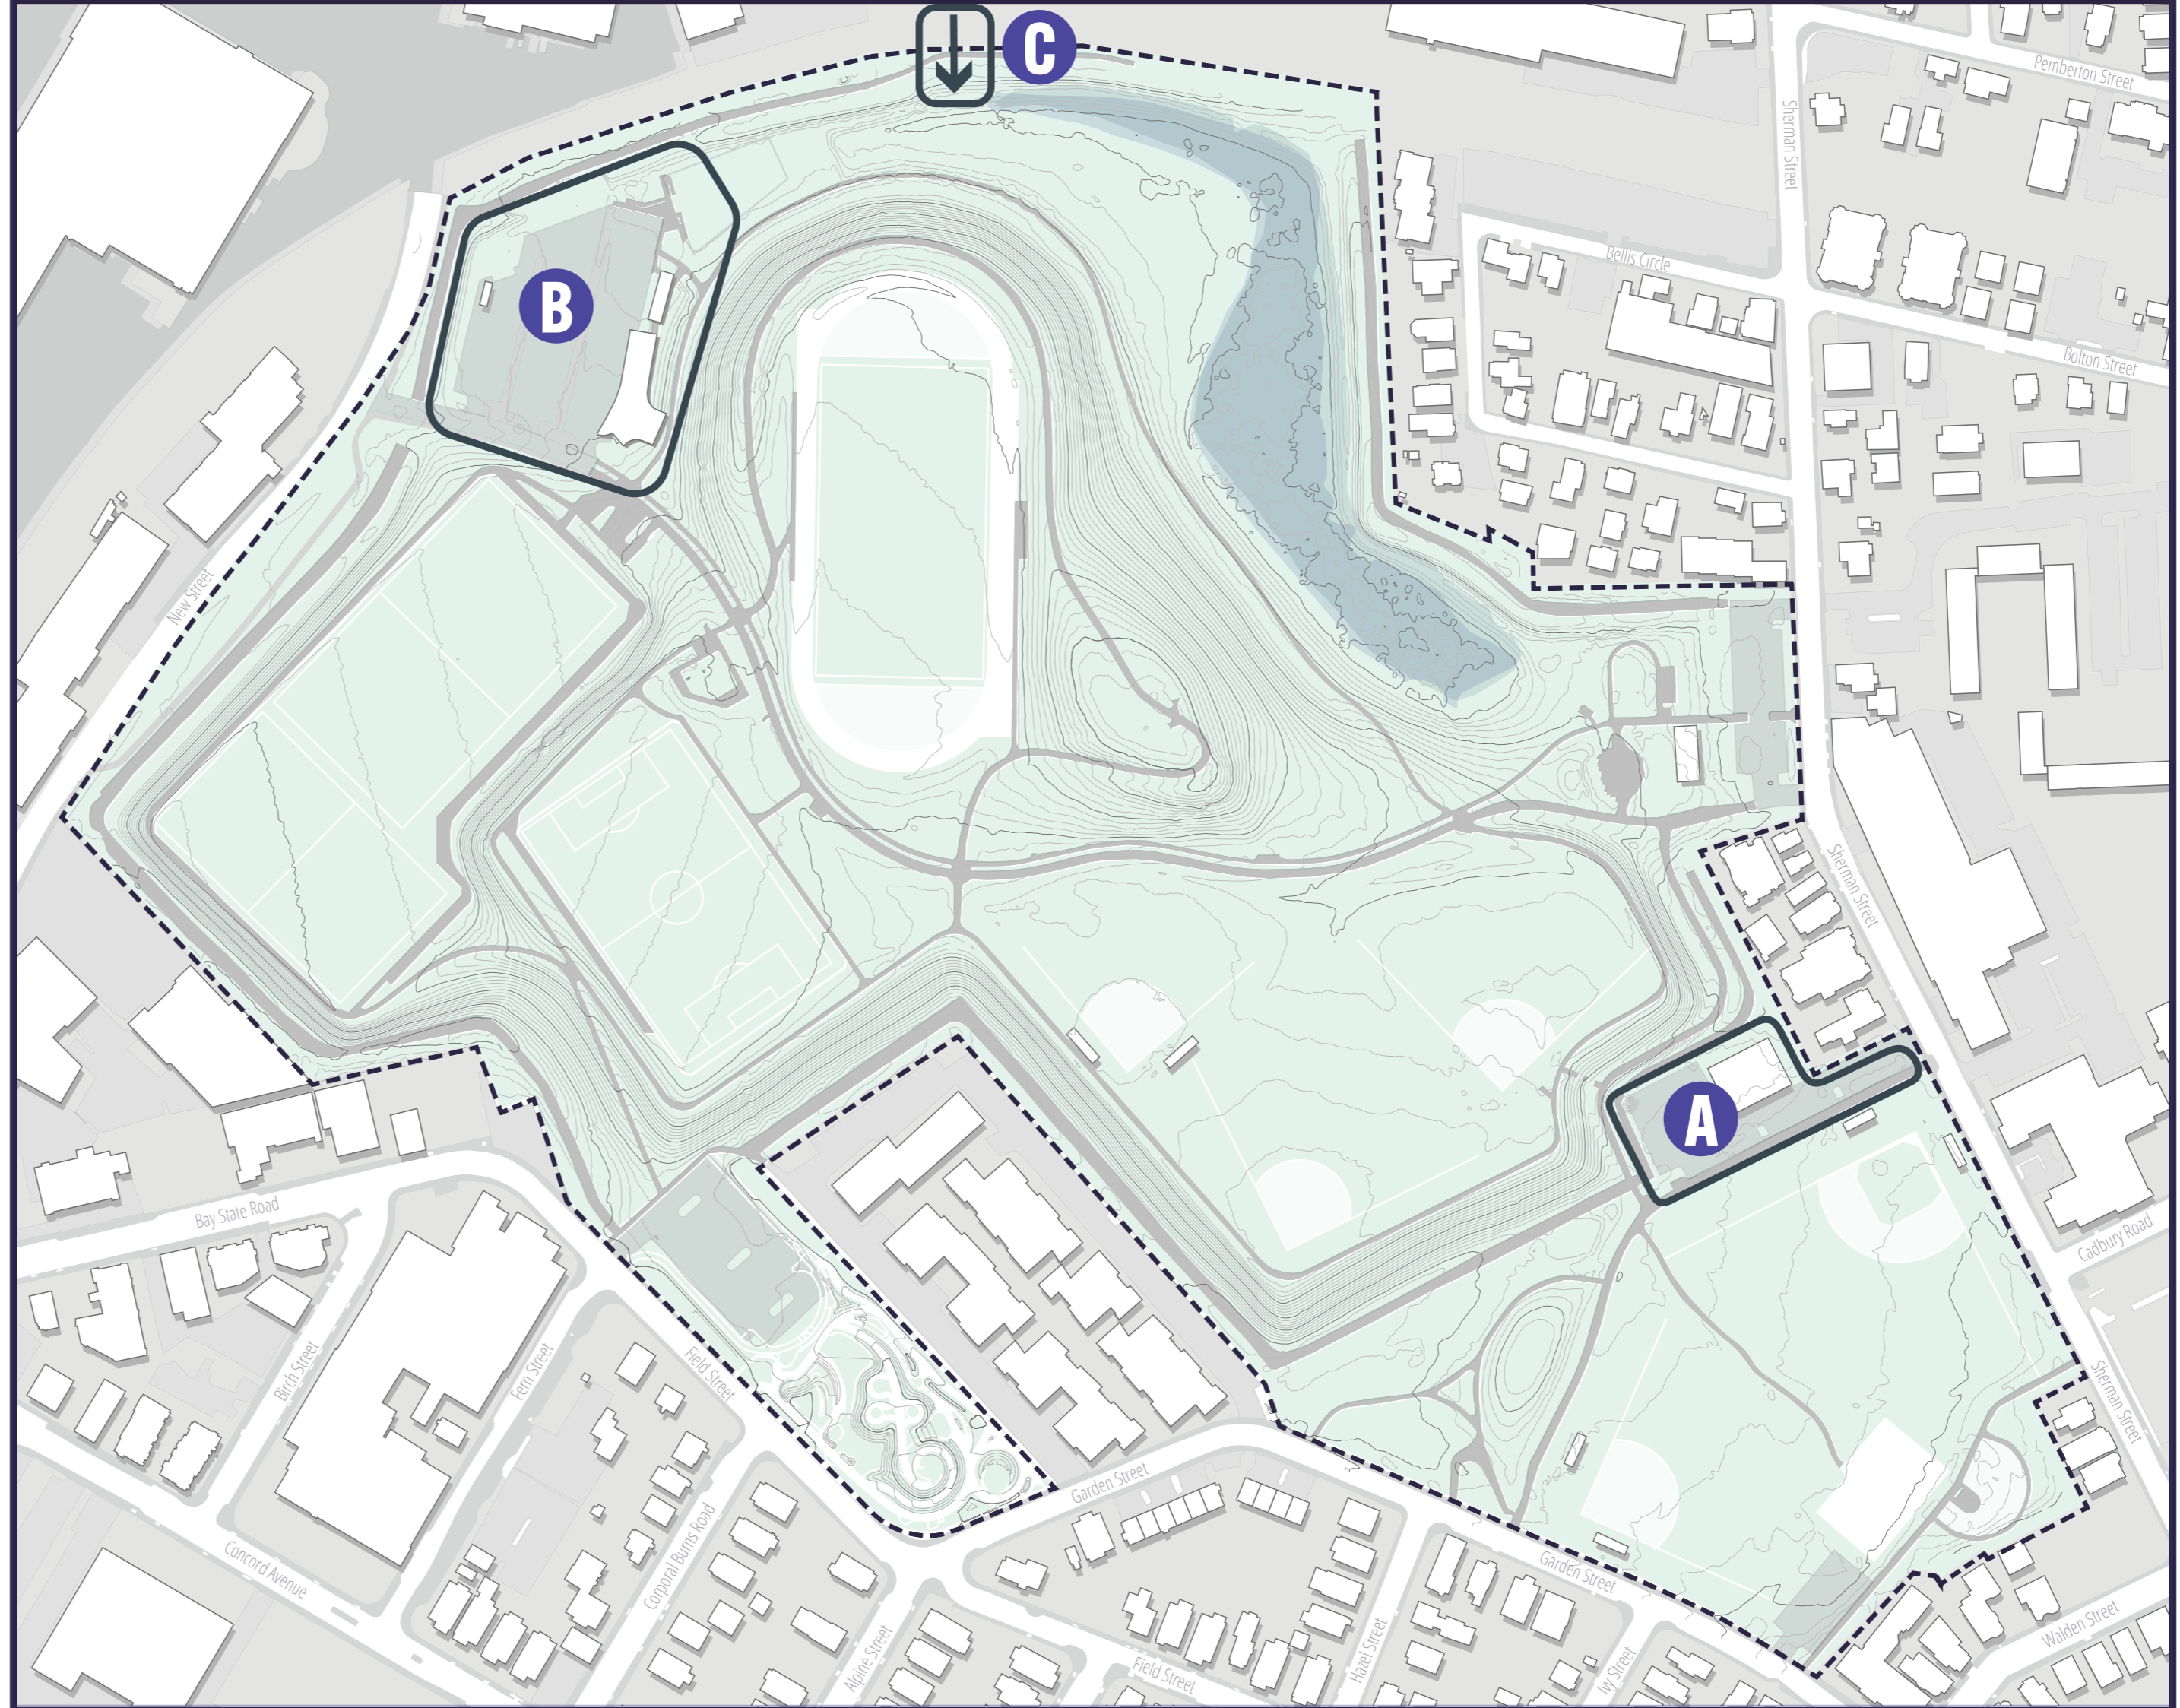 C
Pemberton Street
Sherman Street
Bellis Circle
B
Bolton Street
New Street
Sherman Street
A
Bay State Road
Cadbury Road
Birch Street
Fern Street
Field Street
Sherman Street
Garden Street
Concord Avenue
Corporal Burns Road
Garden Street
Alpine Street
Field Street
Hazel Street
Ivy Street
Walden Street